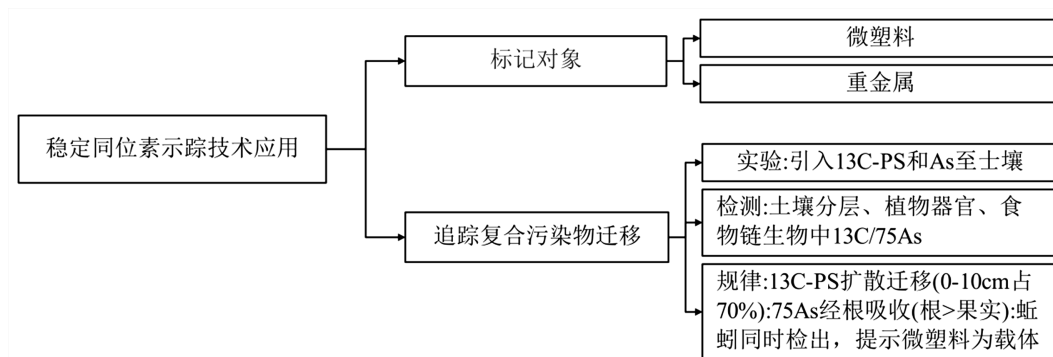 微塑料
标记对象
重金属
稳定同位素示踪技术应用
实验:引入13C-PS和As至士壤
检测:土壤分层、植物器官、食
物链生物中13C/75As
追踪复合污染物迁移
规律:13C-PS扩散迁移(0-10cm占
70%):75As经根吸收(根>果实):蚯
蚓同时检出，提示微塑料为载体